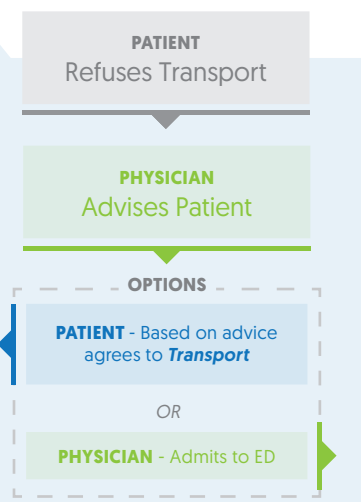 PATIENT
Refuses Transport
PHYSICIAN
Advises Patient
OPTIONS
PATIENT - Based on advice
agrees to Transport
OR
PHYSICIAN - Admits to ED